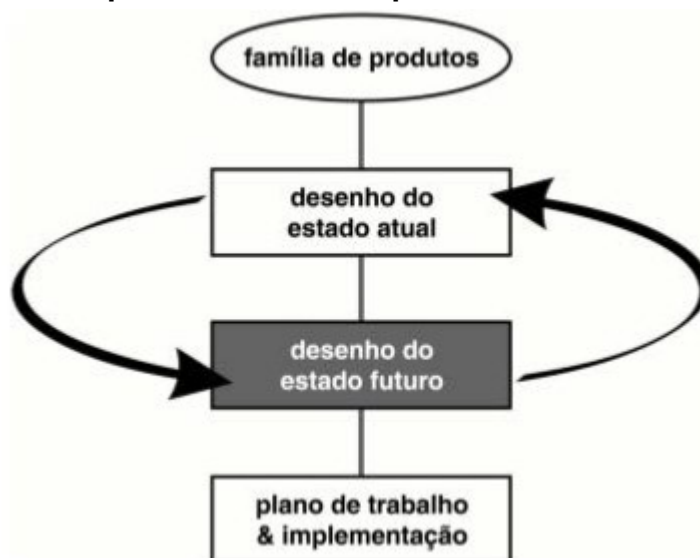 família de produtos
desenho do
estado atual
desenho do
estado futuro
plano de trabalho
& implementação